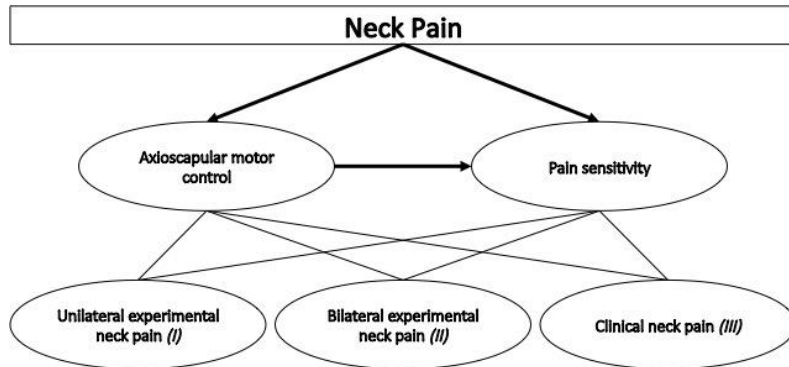 Neck Pain
Axioscapular motor
control
Pain sensitivity
Unilateral experimental
neck pain (I)
Bilateral experimental
neck pain (II)
Clinical neck pain (III)